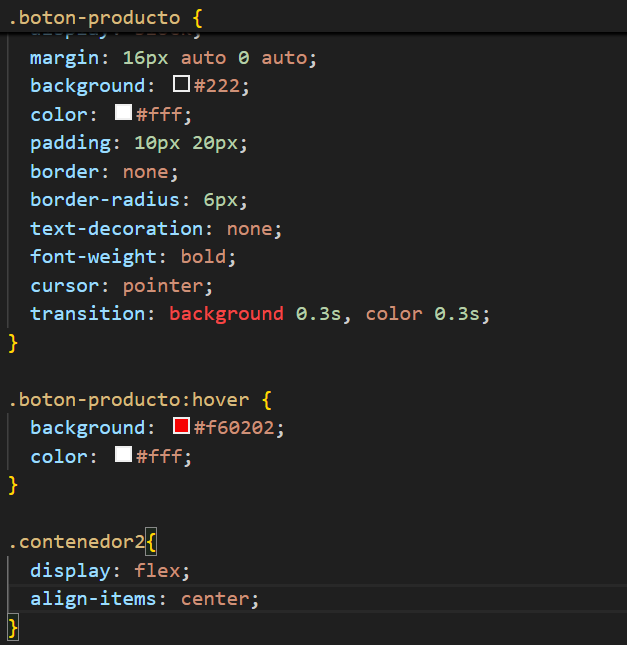 .boton-producto {
margin: 16px auto 0 auto;
background: #222;
color: #fff;
padding: 10px 20px;
border: none;
border-radius: 6px;
text-decoration: none;
font-weight: bold;
cursor: pointer;
transition: background 0.3s, color 0.3s;
}
.boton-producto:hover {
background: #f60202;
color: #fff;
}
.contenedor2{
display: flex;
align-items: center;
}